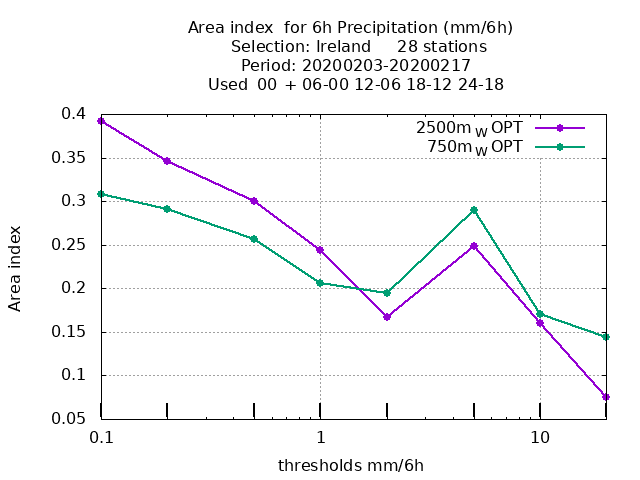 Area index  for 6h Precipitation (mm/6h)
Selection: Ireland     28 stations
Period: 20200203-20200217
Used  00  + 06-00 12-06 18-12 24-18
2500m_W OPT
750m_W OPT
0.4
0.35
0.3
0.25
0.2
0.15
0.1
0.05
Area index
0.1 1 10
thresholds mm/6h